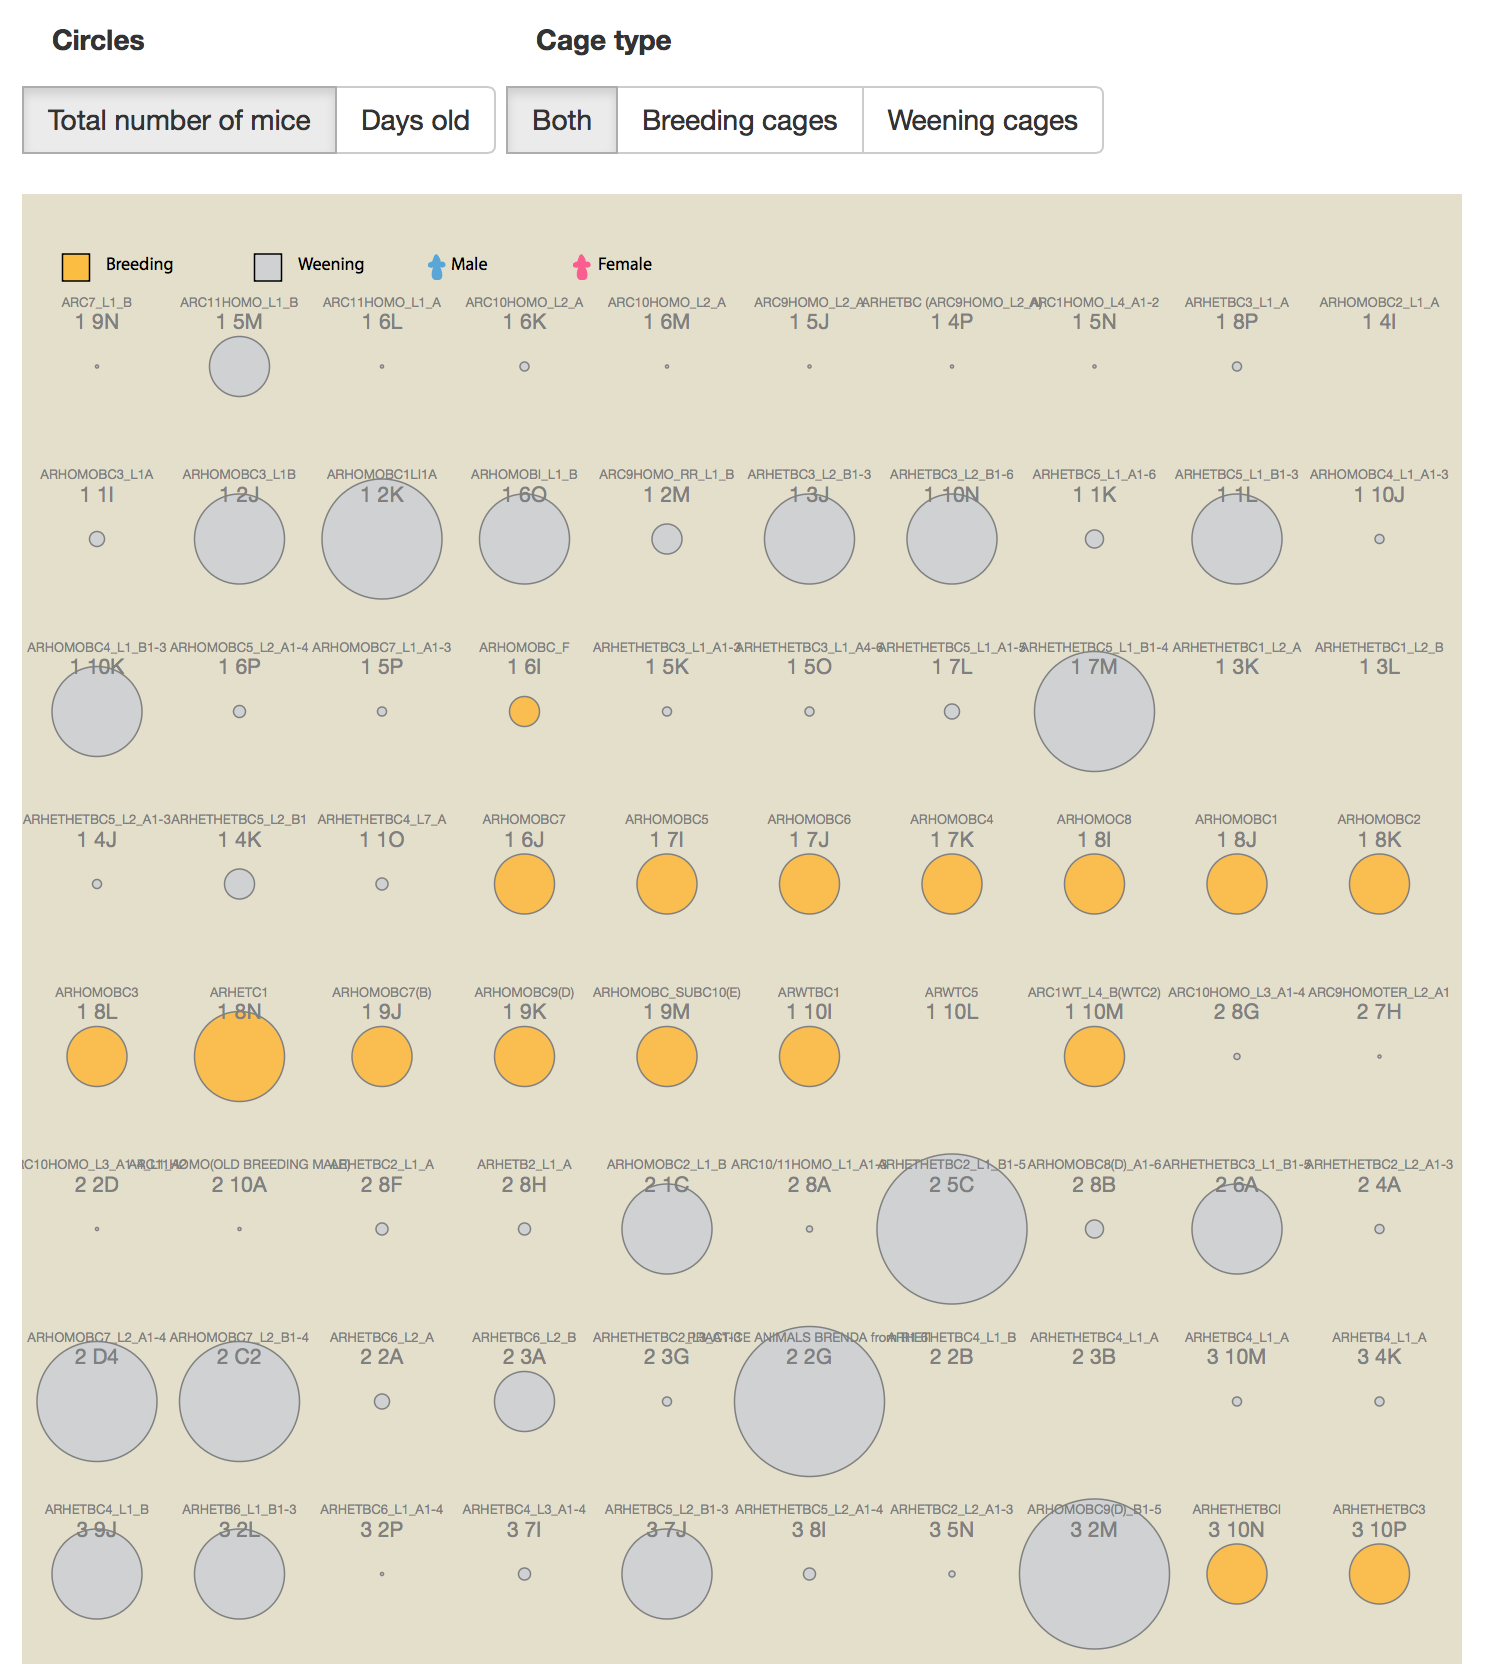 Circles Cage type
Total number of mice Days old Both Breeding cages Weening cages
Breeding Weening Male Female
ARC7_L1_B ARC11HOMO_L1_B ARC11HOMO_L1_A ARC10HOMO_L2_A ARC10HOMO_L2_A ARC9HOMO_L2_A ARHETBC (ARC9HOMO_L2_A) ARC1HOMO_L4_A1-2 ARHETBC3_L1_A ARHOMOBC2_L1_A
1 9N 1 5M 1 6L 1 6K 1 6M 1 5J 1 4P 1 5N 1 8P 1 4I
ARHOMOBC3_L1A ARHOMOBC3_L1B ARHOMOBC1LI1A ARHOMOBI_L1_B ARC9HOMO_RR_L1_B ARHETBC3_L2_B1-3 ARHETBC3_L2_B1-6 ARHETBC5_L1_A1-6 ARHETBC5_L1_B1-3 ARHOMOBC4_L1_A1-3
1 1I 1 2J 1 2K 1 6O 1 2M 1 3J 1 10N 1 1K 1 1L 1 10J
ARHOMOBC4_L1_B1-3 ARHOMOBC5_L2_A1-4 ARHOMOBC7_L1_A1-3 ARHOMOBC_F ARHETHETBC3_L1_A1-3 ARHETHETBC3_L1_A4-6 ARHETHETBC5_L1_A1-5 ARHETHETBC5_L1_B1-4 ARHETHETBC1_L2_A ARHETHETBC1_L2_B
1 10K 1 6P 1 5P 1 6I 1 5K 1 5O 1 7L 1 7M 1 3K 1 3L
ARHETHETBC5_L2_A1-3 ARHETHETBC5_L2_B1 ARHETHETBC4_L7_A ARHOMOBC7 ARHOMOBC5 ARHOMOBC6 ARHOMOBC4 ARHOMOC8 ARHOMOBC1 ARHOMOBC2
1 4J 1 4K 1 1O 1 6J 1 7I 1 7J 1 7K 1 8I 1 8J 1 8K
ARHOMOBC3 ARHETC1 ARHOMOBC7(B) ARHOMOBC9(D) ARHOMOBC_SUBC10(E) ARWTBC1 ARWTC5 ARC1WT_L4_B(WTC2) ARC10HOMO_L3_A1-4 ARC9HOMOTER_L2_A1
1 8L 1 8N 1 9J 1 9K 1 9M 1 10I 1 10L 1 10M 2 8G 2 7H
(OLD BREEDING MALE) ARHETBC2_L1_A ARHETB2_L1_A ARHOMOBC2_L1_B ARC10/11HOMO_L1_A1-3 ARHETHETBC2_L1_B1-5 ARHOMOBC8(D)_A1-6 ARHETHETBC3_L1_B1-5 ARHETHETBC2_L2_A1-3
2 2D 2 10A 2 8F 2 8H 2 1C 2 8A 2 5C 2 8B 2 6A 2 4A
ARHOMOBC7_L2_A1-4 ARHOMOBC7_L2_B1-4 ARHETBC6_L2_A ARHETBC6_L2_B ARHETHETBC2_L3_A1-3 PRACTICE ANIMALS BRENDA from ARHETHETBC4_L1_B ARHETHETBC4_L1_A ARHETBC4_L1_A ARHETB4_L1_A
2 D4 2 C2 2 2A 2 3A 2 3G 2 2G 2 2B 2 3B 3 10M 3 4K
ARHETBC4_L1_B ARHETB6_L1_B1-3 ARHETBC6_L1_A1-4 ARHETBC4_L3_A1-4 ARHETBC5_L2_B1-3 ARHETHETBC5_L2_A1-4 ARHETBC2_L2_A1-3 ARHOMOBC9(D)_B1-5 ARHETHETBCI ARHETHETBC3
3 9J 3 2L 3 2P 3 7I 3 7J 3 8I 3 5N 3 2M 3 10N 3 10P